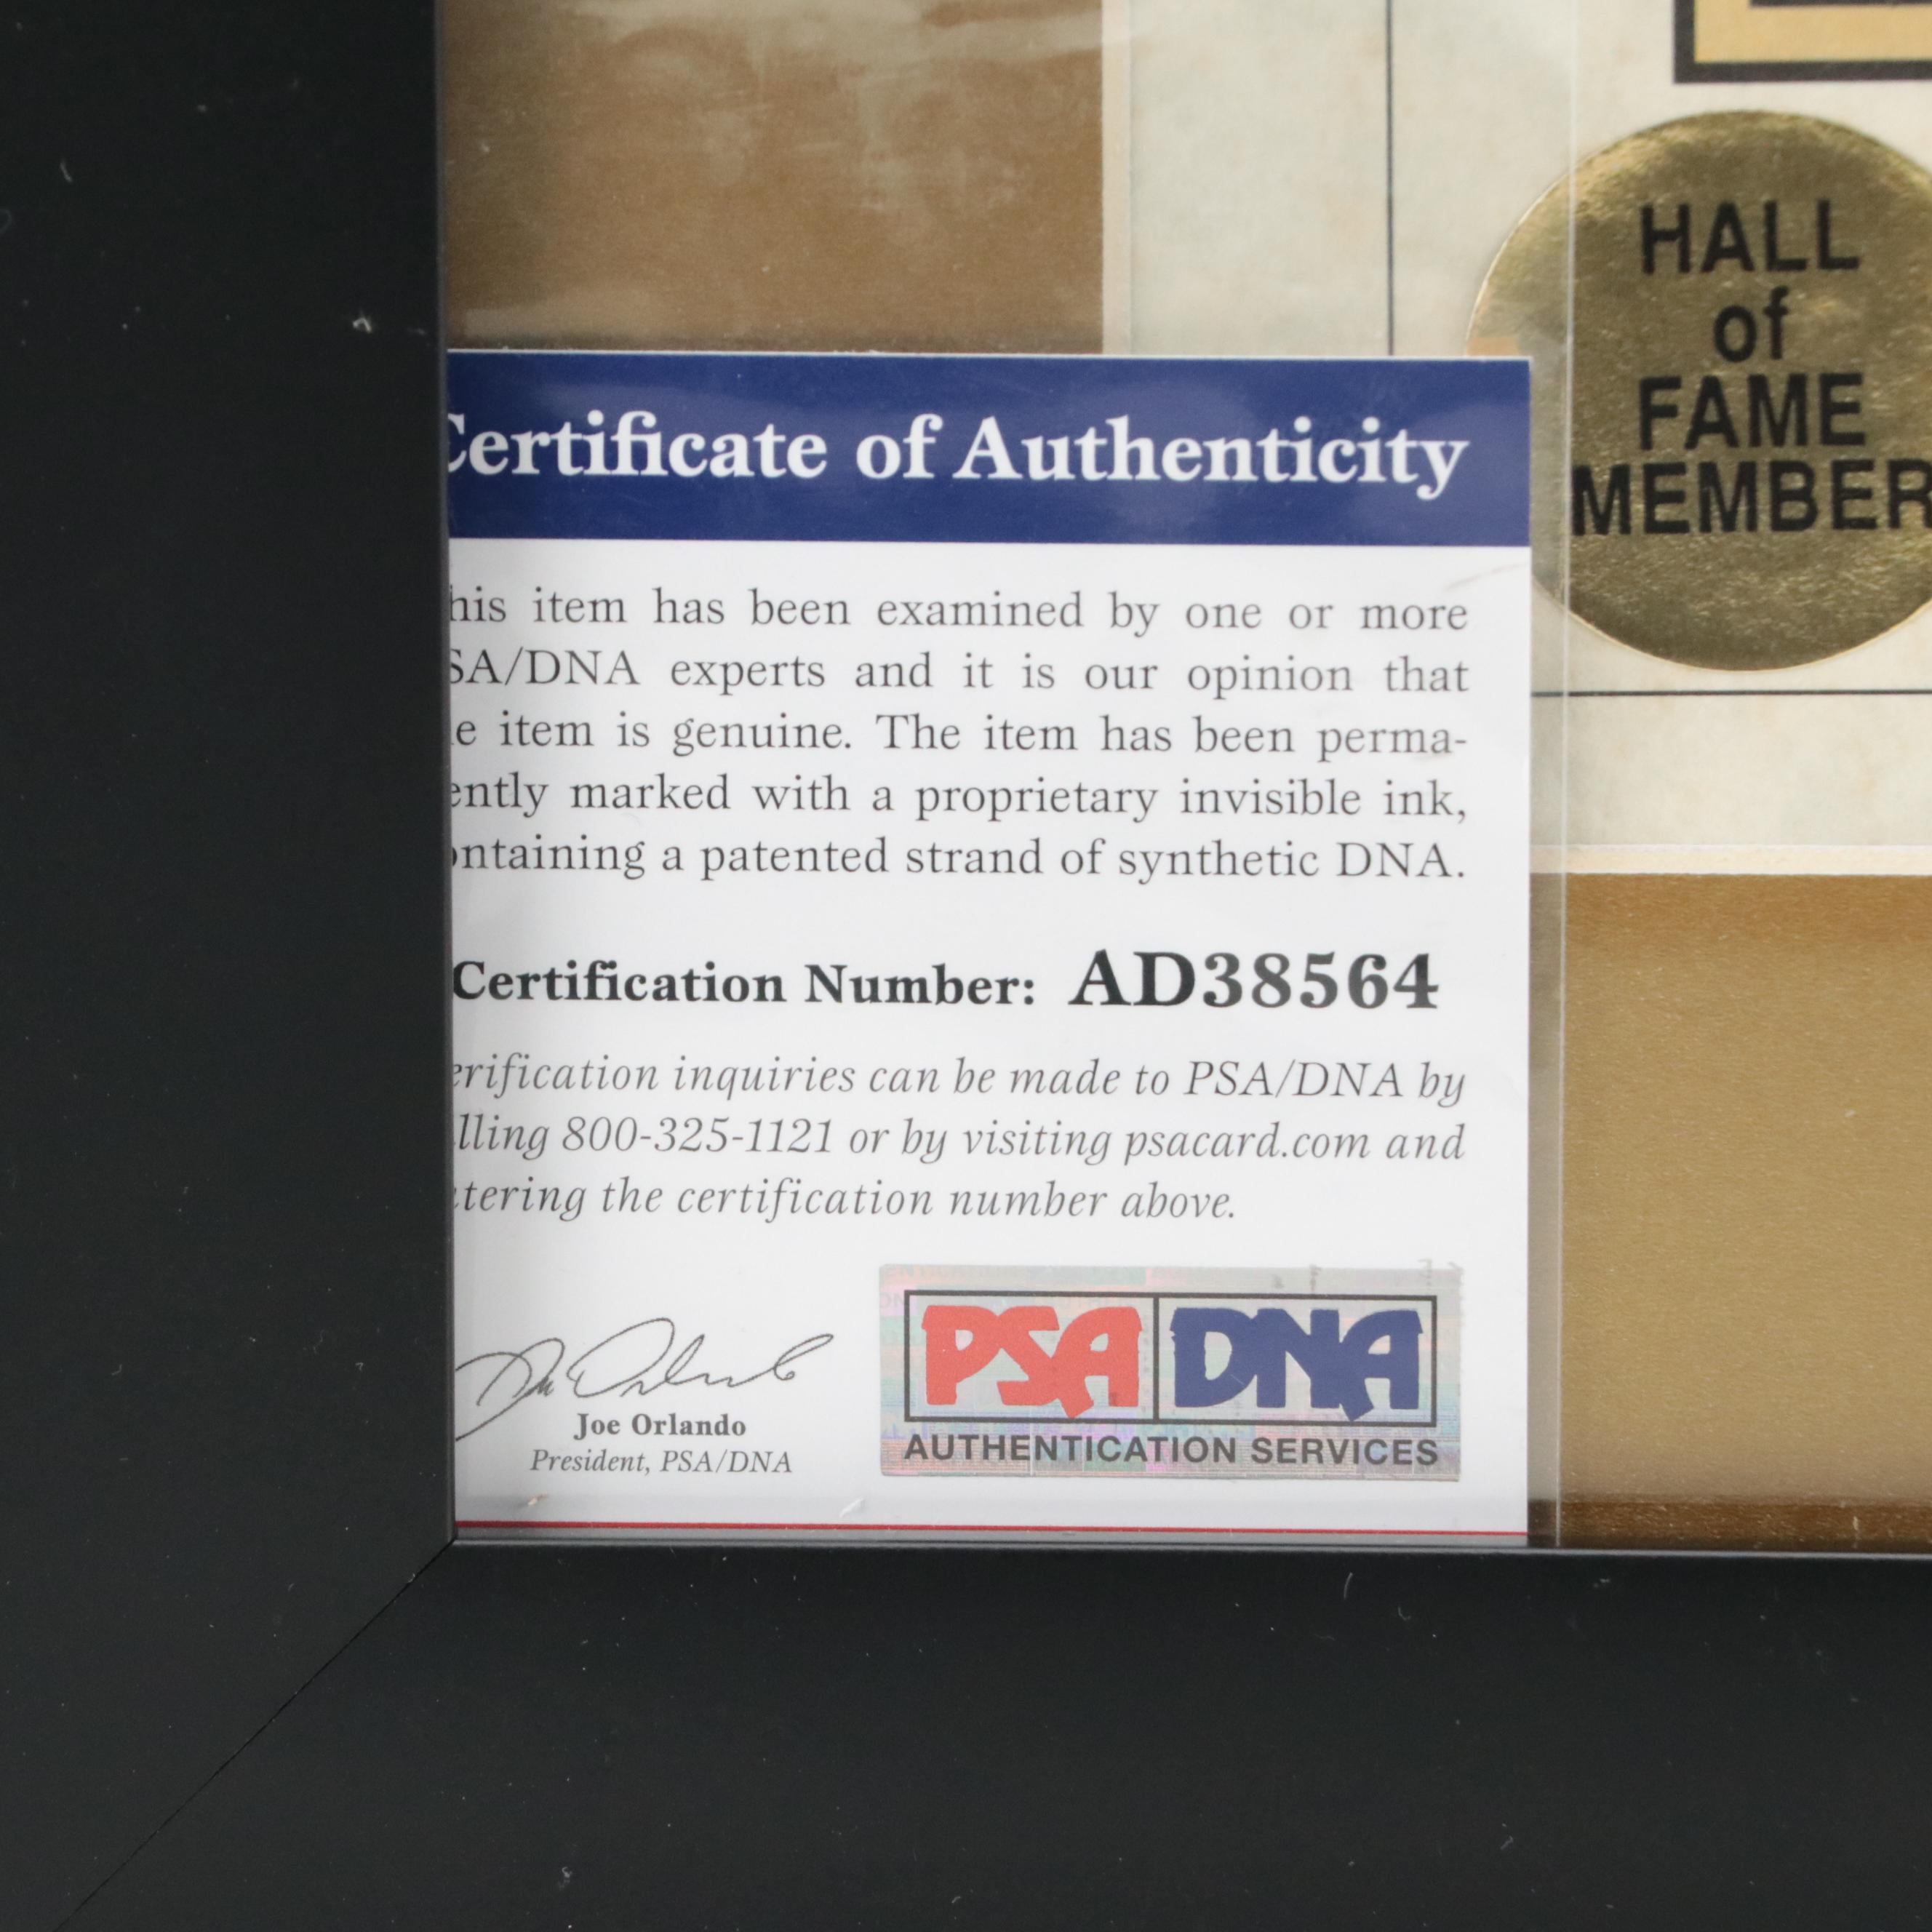 HALL
of
FAME
MEMBER
Certificate of Authenticity
his item has been examined by one or more
SA/DNA experts and it is our opinion that
e item is genuine. The item has been perma-
ently marked with a proprietary invisible ink,
ontaining a patented strand of synthetic DNA.
Certification Number: AD38564
erification inquiries can be made to PSA/DNA by
lling 800-325-1121 or by visiting psacard.com and
tering the certification number above.
Joe Orlando
President, PSA/DNA
PSA DNA
AUTHENTICATION SERVICES